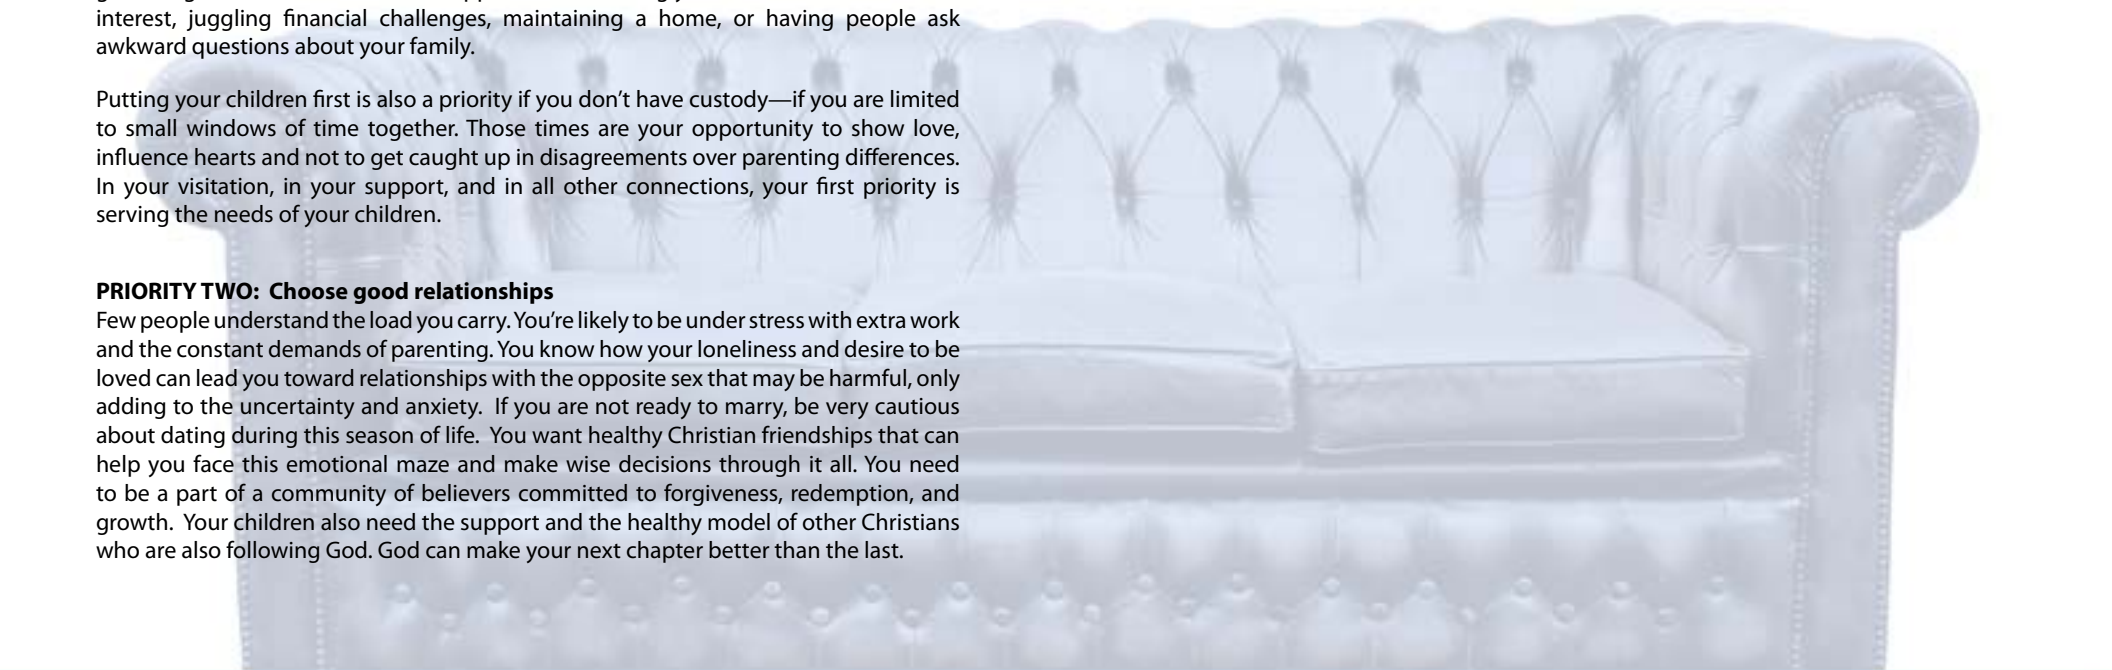 interest, juggling financial challenges, maintaining a home, or having people ask
awkward questions about your family.
Putting your children first is also a priority if you don’t have custody—if you are limited
to small windows of time together. Those times are your opportunity to show love,
influence hearts and not to get caught up in disagreements over parenting differences.
In your visitation, in your support, and in all other connections, your first priority is
serving the needs of your children.
PRIORITY TWO:  Choose good relationships
Few people understand the load you carry. You’re likely to be under stress with extra work
and the constant demands of parenting. You know how your loneliness and desire to be
loved can lead you toward relationships with the opposite sex that may be harmful, only
adding to the uncertainty and anxiety.  If you are not ready to marry, be very cautious
about dating during this season of life.  You want healthy Christian friendships that can
help you face this emotional maze and make wise decisions through it all. You need
to be a part of a community of believers committed to forgiveness, redemption, and
growth.  Your children also need the support and the healthy model of other Christians
who are also following God. God can make your next chapter better than the last.